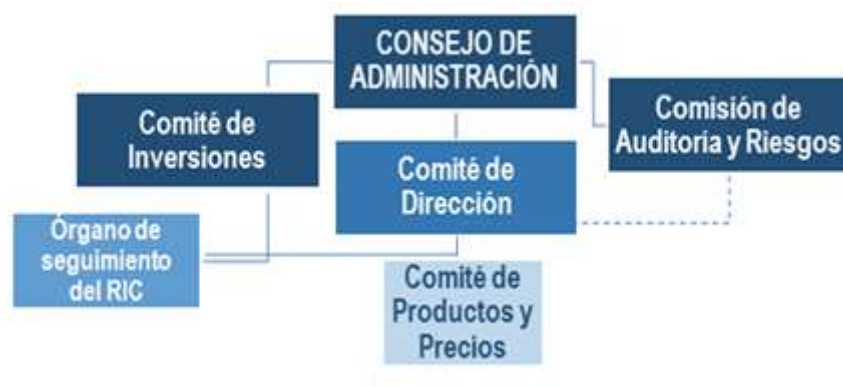 CONSEJO DE
ADMINISTRACIÓN
Comité de
Inversiones
Comisión de
Auditoría y Riesgos
Comité de
Dirección
Órgano de
seguimiento
del RIC
Comité de
Productos y
Precios